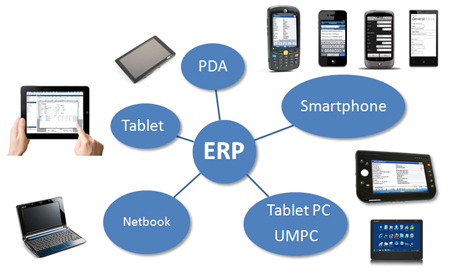 PDA
Smartphone
Tablet
ERP
Netbook
Tablet PC
UMPC